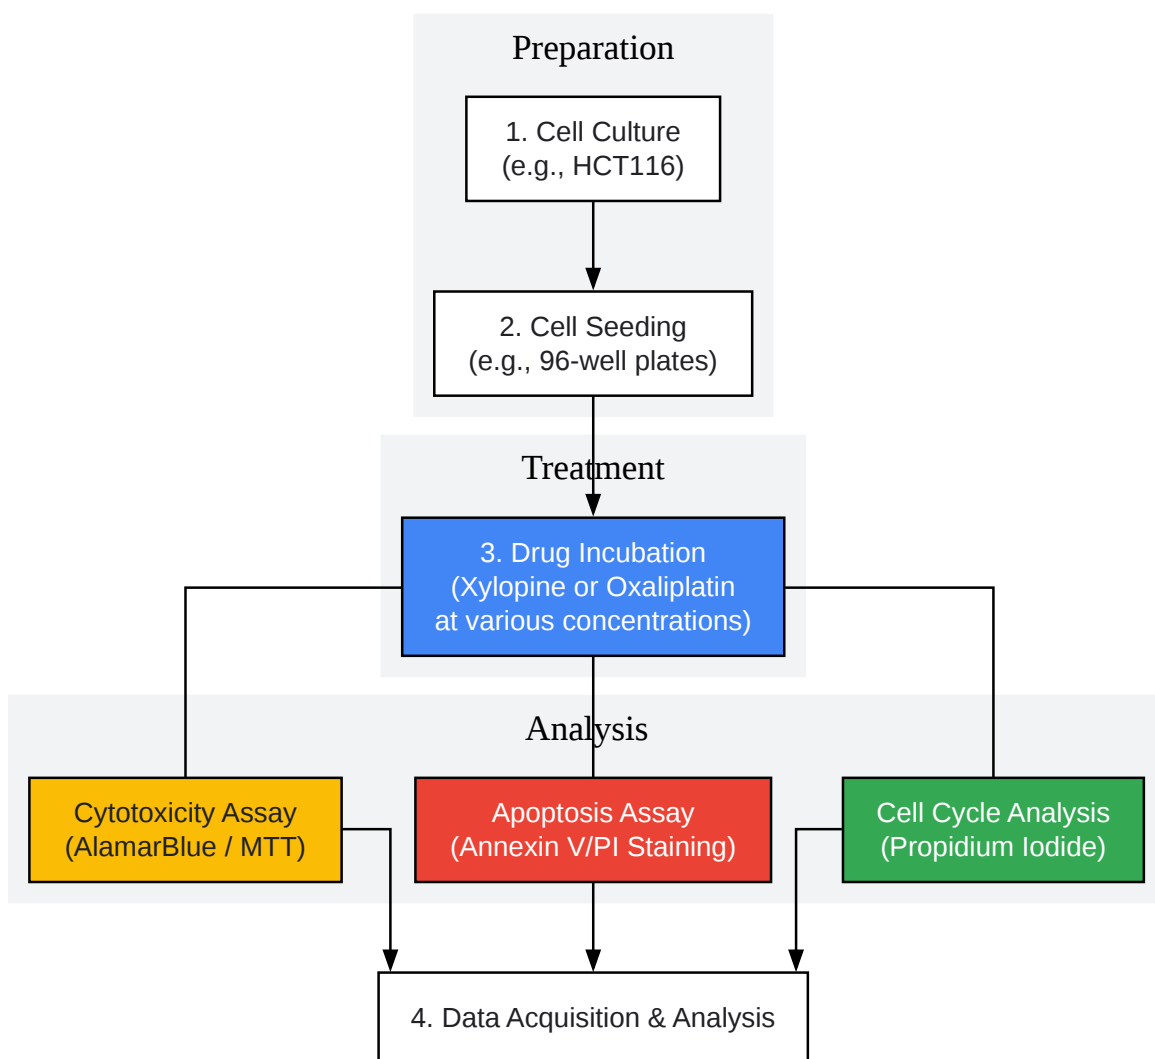 Preparation
1. Cell Culture
(e.g., HCT116)
2. Cell Seeding
(e.g., 96-well plates)
Treatment
3. Drug Incubation
(Xylopine or Oxaliplatin
at various concentrations)
Analysis
Cytotoxicity Assay
(AlamarBlue / MTT)
Apoptosis Assay
(Annexin V/PI Staining)
Cell Cycle Analysis
(Propidium Iodide)
4. Data Acquisition & Analysis